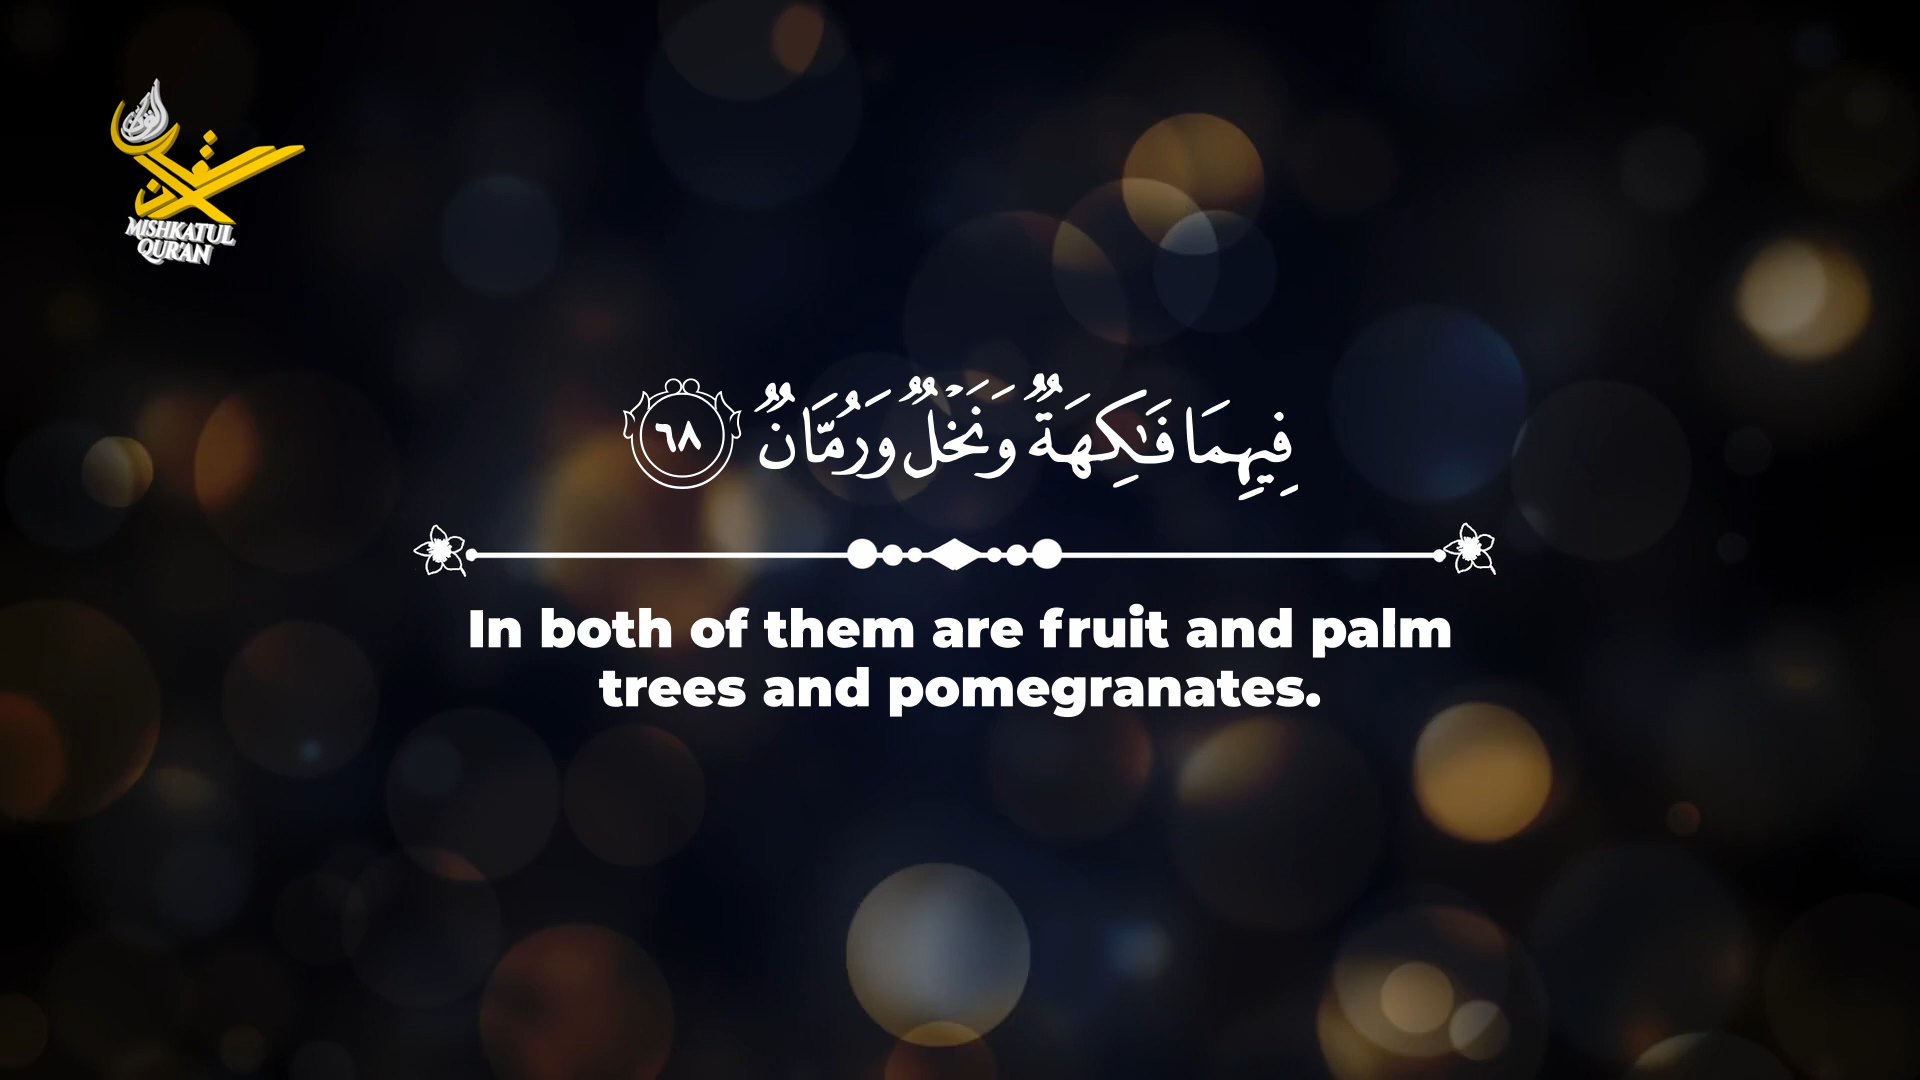 MISHKATUL
QUR'AN
فِيهِمَا فَـٰكِهَةٌ وَنَخْلٌ وَرُمَّانٌ ٦٨
In both of them are fruit and palm
trees and pomegranates.